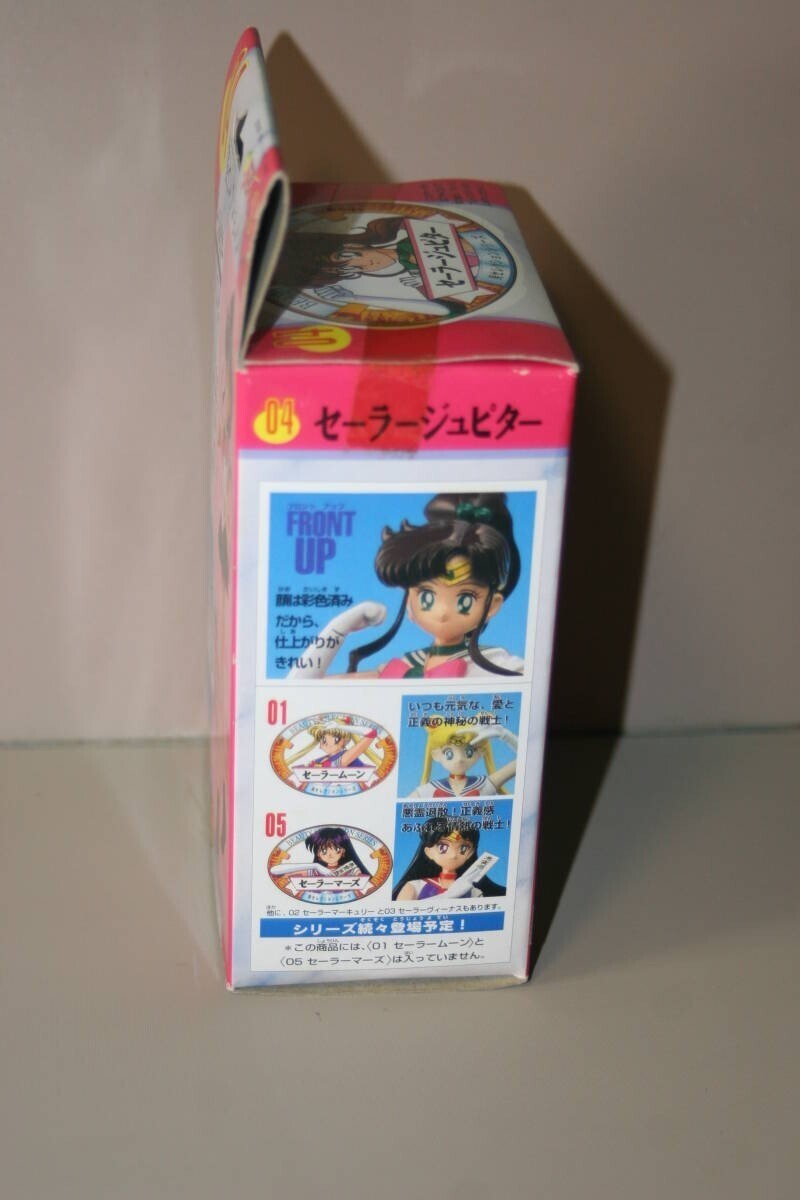 セーラージュピター
04
04 セーラージュピター
フロント アップ
FRONT
UP
顔は彩色済み
だから、
仕上がりが
きれい!
01
セーラームーン
いつも元気な、愛と
正義の神秘の戦士!
05
セーラーマーズ
悪霊退散!正義感
あふれる情熱の戦士!
他に、02 セーラーマーキュリー と03 セーラーヴィーナスもあります。
シリーズ続々登場予定!
*この商品には、〈01 セーラームーン〉と
〈05 セーラーマーズ〉は入っていません。